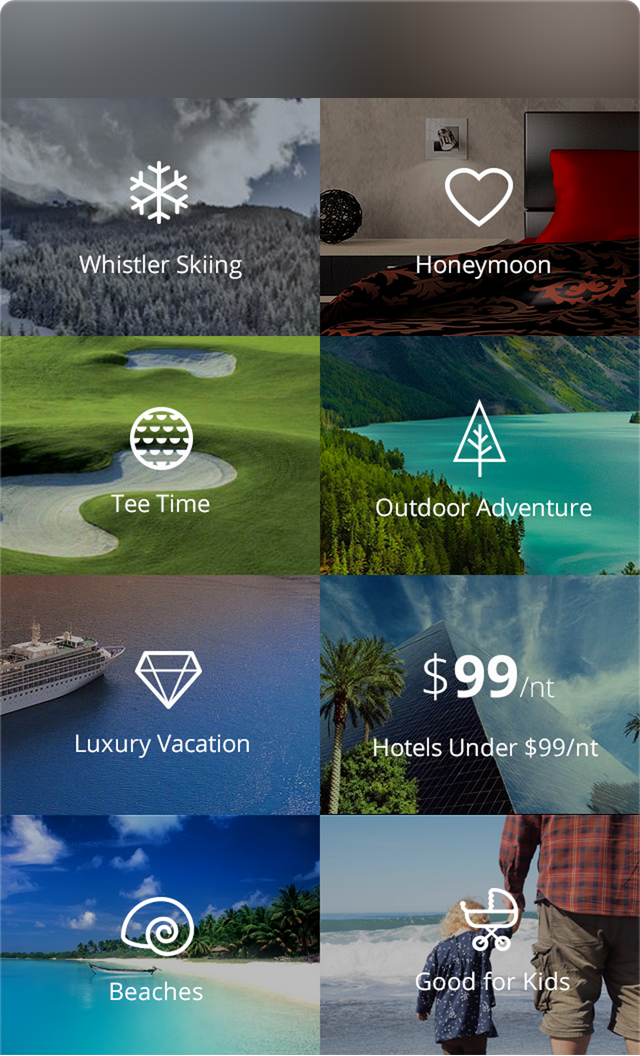 Whistler Skiing
Honeymoon
Tee Time
Outdoor Adventure
Luxury Vacation
$99/nt
Hotels Under $99/nt
Beaches
Good for Kids